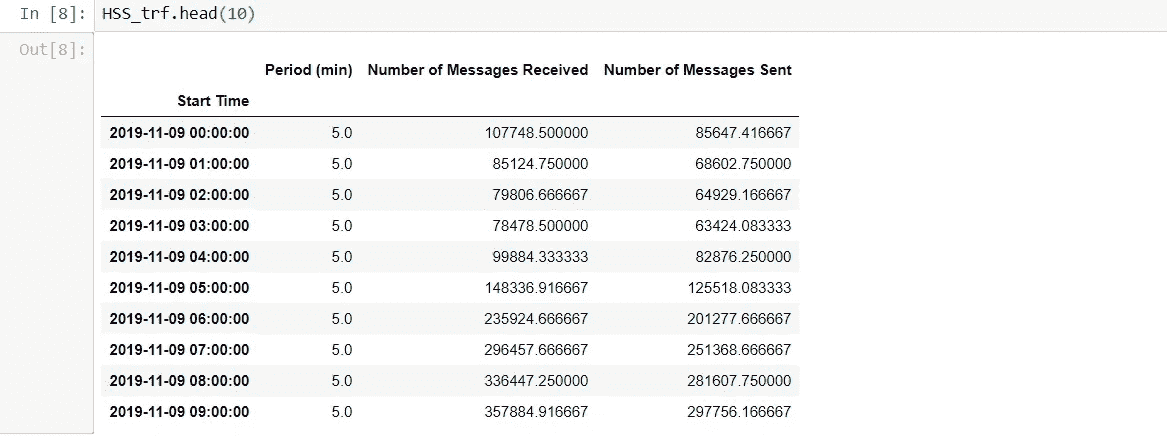 In [8]: HSS_trf.head(10)
Out[8]:
Period (min) Number of Messages Received Number of Messages Sent
Start Time
2019-11-09 00:00:00 5.0 107748.500000 85647.416667
2019-11-09 01:00:00 5.0 85124.750000 68602.750000
2019-11-09 02:00:00 5.0 79806.666667 64929.166667
2019-11-09 03:00:00 5.0 78478.500000 63424.083333
2019-11-09 04:00:00 5.0 99884.333333 82876.250000
2019-11-09 05:00:00 5.0 148336.916667 125518.083333
2019-11-09 06:00:00 5.0 235924.666667 201277.666667
2019-11-09 07:00:00 5.0 296457.666667 251368.666667
2019-11-09 08:00:00 5.0 336447.250000 281607.750000
2019-11-09 09:00:00 5.0 357884.916667 297756.166667